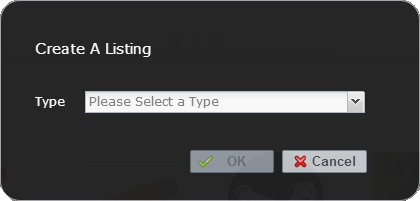 Create A Listing
Type Please Select a Type
OK Cancel